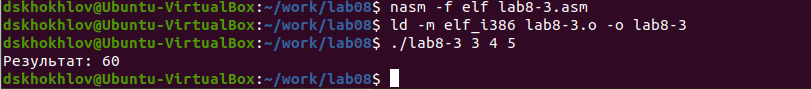 dskhokhlov@Ubuntu-VirtualBox:~/work/lab08$ nasm -f elf lab8-3.asm
dskhokhlov@Ubuntu-VirtualBox:~/work/lab08$ ld -m elf_i386 lab8-3.o -o lab8-3
dskhokhlov@Ubuntu-VirtualBox:~/work/lab08$ ./lab8-3 3 4 5
Результат: 60
dskhokhlov@Ubuntu-VirtualBox:~/work/lab08$